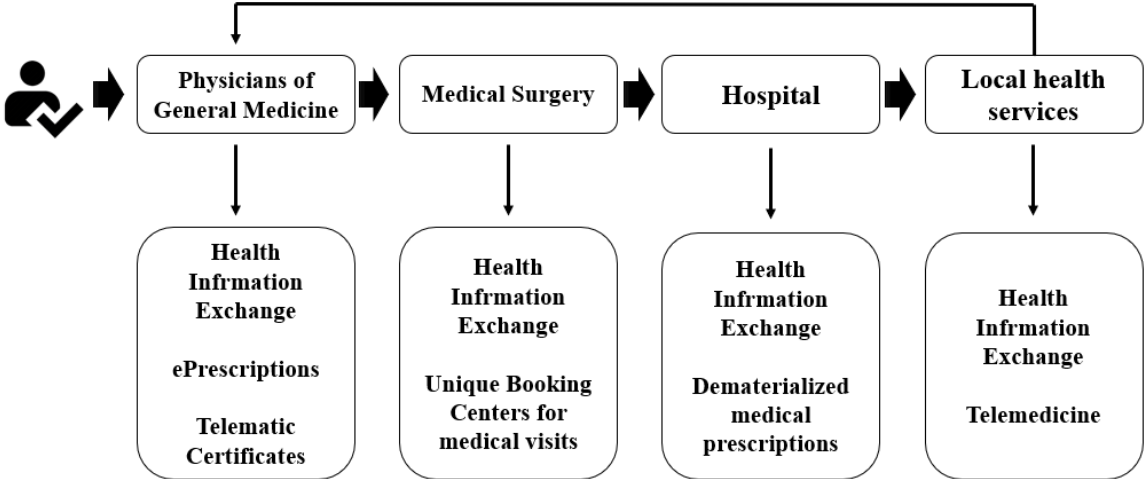 Physicians of
General Medicine
Medical Surgery
Hospital
Local health
services
Health
Infrmation
Exchange
ePrescriptions
Telematic
Certificates
Health
Infrmation
Exchange
Unique Booking
Centers for
medical visits
Health
Infrmation
Exchange
Dematerialized
medical
prescriptions
Health
Infrmation
Exchange
Telemedicine